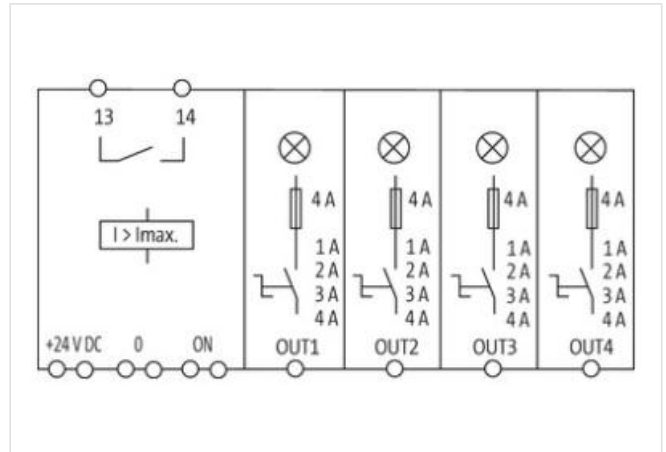 13 14
I > Imax.
4 A 4 A 4 A 4 A
1 A 1 A 1 A 1 A
2 A 2 A 2 A 2 A
3 A 3 A 3 A 3 A
4 A 4 A 4 A 4 A
+24 V DC 0 ON OUT1 OUT2 OUT3 OUT4